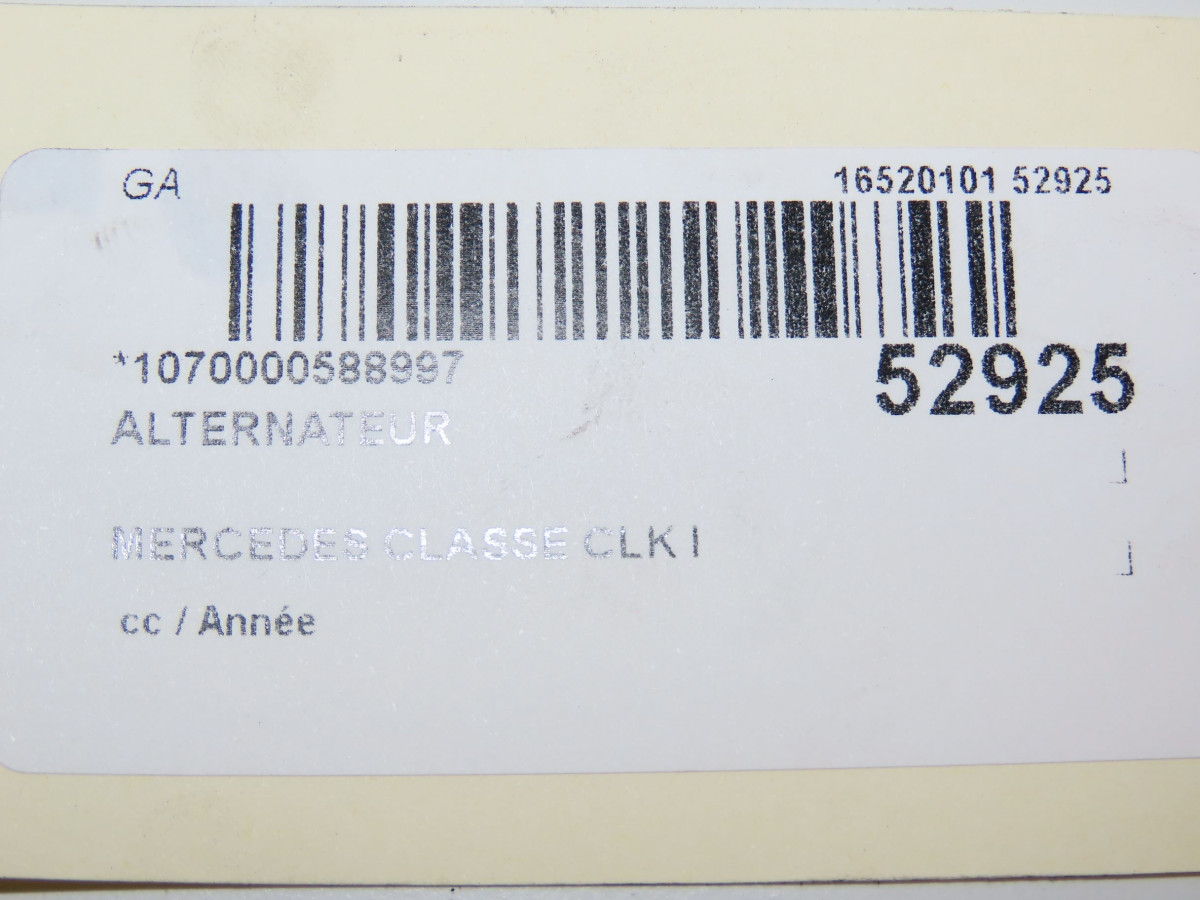 GA 16520101 52925
*1070000588997
52925
ALTERNATEUR
MERCEDES CLASSE CLK I
cc / Année